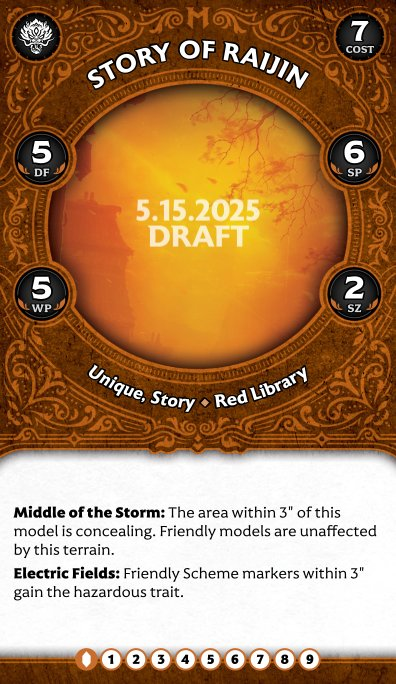 STORY OF RAIJIN
7
COST
5
DF
6
SP
5.15.2025
DRAFT
5
WP
2
SZ
Unique, Story ◆ Red Library
Middle of the Storm: The area within 3" of this
model is concealing. Friendly models are unaffected
by this terrain.
Electric Fields: Friendly Scheme markers within 3"
gain the hazardous trait.
1 2 3 4 5 6 7 8 9